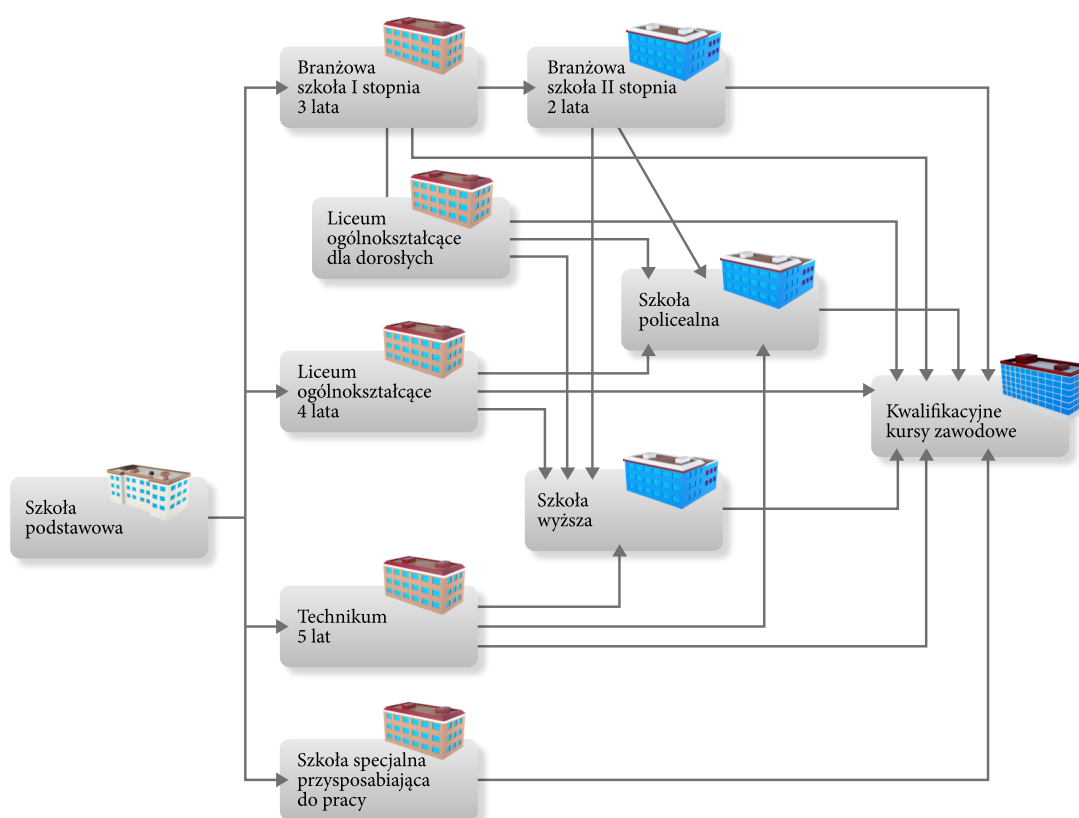 Branżowa
szkoła I stopnia
3 lata
Branżowa
szkoła II stopnia
2 lata
Liceum
ogólnokształcące
dla dorosłych
Szkoła
policealna
Liceum
ogólnokształcące
4 lata
Kwalifikacyjne
kursy zawodowe
Szkoła
podstawowa
Szkoła
wyższa
Technikum
5 lat
Szkoła specjalna
przysposabiająca
do pracy